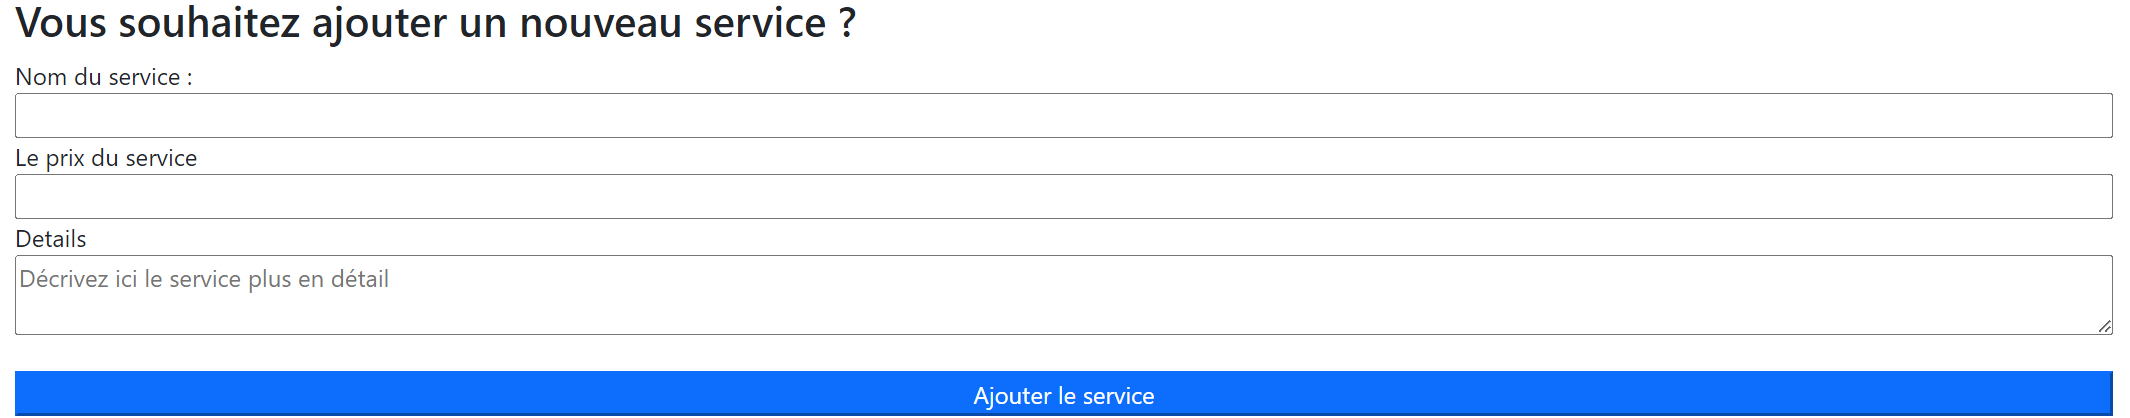 Vous souhaitez ajouter un nouveau service ?
Nom du service :
Le prix du service
Details
Décrivez ici le service plus en détail
Ajouter le service